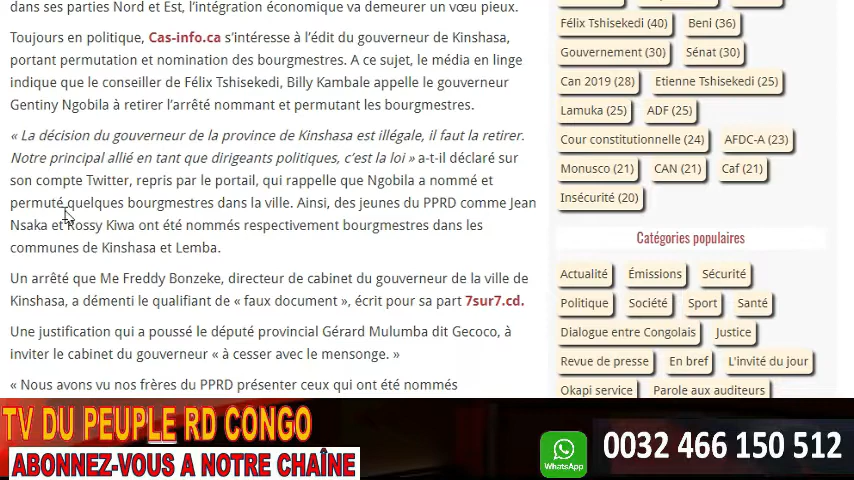 dans ses parties Nord et Est, l’intégration économique va demeurer un vœu pieux.
Toujours en politique, Cas-info.ca s’intéresse à l’édit du gouverneur de Kinshasa,
portant permutation et nomination des bourgmestres. A ce sujet, le média en linge
indique que le conseiller de Félix Tshisekedi, Billy Kambale appelle le gouverneur
Gentiny Ngobila à retirer l’arrêté nommant et permutant les bourgmestres.
« La décision du gouverneur de la province de Kinshasa est illégale, il faut la retirer.
Notre principal allié en tant que dirigeants politiques, c’est la loi » a-t-il déclaré sur
son compte Twitter, repris par le portail, qui rappelle que Ngobila a nommé et
permuté quelques bourgmestres dans la ville. Ainsi, des jeunes du PPRD comme Jean
Nsaka et Rossy Kiwa ont été nommés respectivement bourgmestres dans les
communes de Kinshasa et Lemba.
Un arrêté que Me Freddy Bonzeke, directeur de cabinet du gouverneur de la ville de
Kinshasa, a démenti le qualifiant de « faux document », écrit pour sa part 7sur7.cd.
Une justification qui a poussé le député provincial Gérard Mulumba dit Gecoco, à
inviter le cabinet du gouverneur « à cesser avec le mensonge. »
« Nous avons vu nos frères du PPRD présenter ceux qui ont été nommés
Félix Tshisekedi (40) Beni (36)
Gouvernement (30) Sénat (30)
Can 2019 (28) Etienne Tshisekedi (25)
Lamuka (25) ADF (25)
Cour constitutionnelle (24) AFDC-A (23)
Monusco (21) CAN (21) Caf (21)
Insécurité (20)
Catégories populaires
Actualité Émissions Sécurité
Politique Société Sport Santé
Dialogue entre Congolais Justice
Revue de presse En bref L'invité du jour
Okapi service Parole aux auditeurs
TV DU PEUPLE RD CONGO
ABONNEZ-VOUS A NOTRE CHAÎNE
WhatsApp
0032 466 150 512